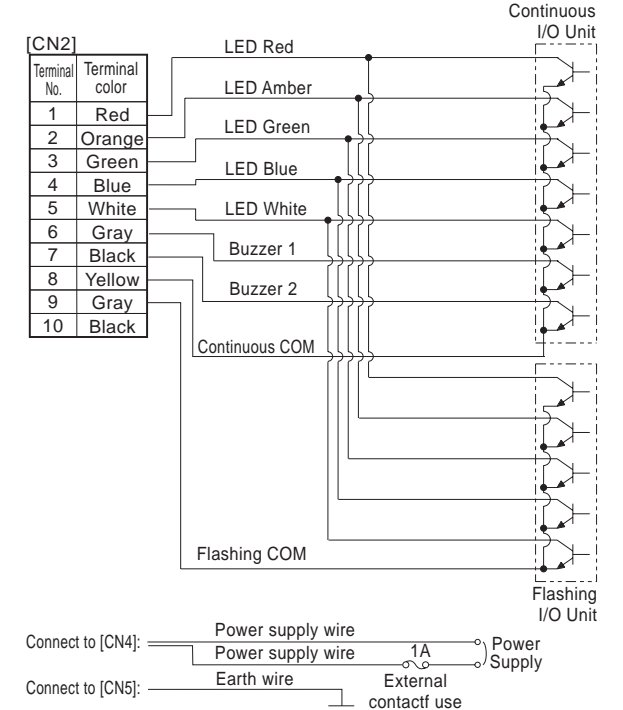 Continuous
I/O Unit
[CN2]
Terminal No. Terminal color
1 Red
2 Orange
3 Green
4 Blue
5 White
6 Gray
7 Black
8 Yellow
9 Gray
10 Black
LED Red
LED Amber
LED Green
LED Blue
LED White
Buzzer 1
Buzzer 2
Continuous COM
Flashing COM
Flashing
I/O Unit
Connect to [CN4]:
Power supply wire
Power supply wire
1A
External
contactf use
Power
Supply
Connect to [CN5]:
Earth wire